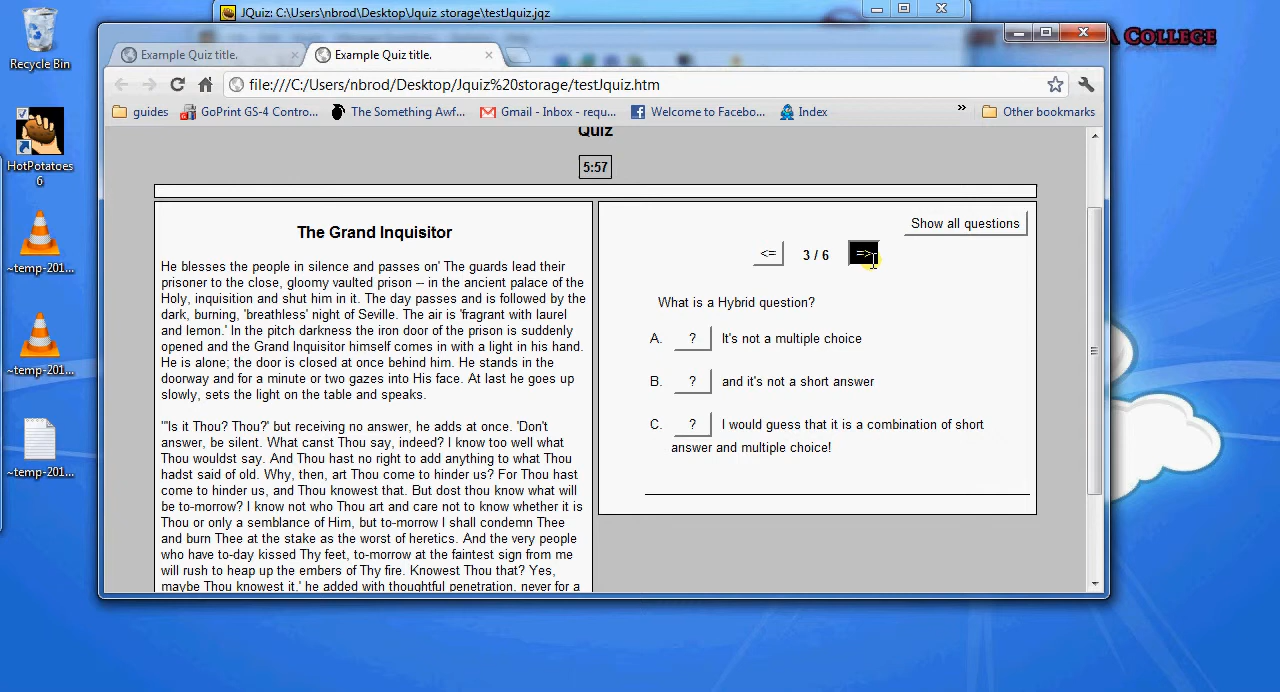 JQuiz: C:\Users\nbrod\Desktop\Jquiz storage\testJquiz.jqz
Recycle Bin
COLLEGE
Example Quiz title.
Example Quiz title.
file:///C:/Users/nbrod/Desktop/Jquiz%20storage/testJquiz.htm
guides
GoPrint GS-4 Contro...
The Something Awf...
Gmail - Inbox - requ...
Welcome to Facebo...
Index
»
Other bookmarks
HotPotatoes
6
~temp-201...
~temp-201...
~temp-201...
Quiz
5:57
The Grand Inquisitor
He blesses the people in silence and passes on' The guards lead their
prisoner to the close, gloomy vaulted prison -- in the ancient palace of the
Holy, inquisition and shut him in it. The day passes and is followed by the
dark, burning, 'breathless' night of Seville. The air is 'fragrant with laurel
and lemon.' In the pitch darkness the iron door of the prison is suddenly
opened and the Grand Inquisitor himself comes in with a light in his hand.
He is alone; the door is closed at once behind him. He stands in the
doorway and for a minute or two gazes into His face. At last he goes up
slowly, sets the light on the table and speaks.
"'Is it Thou? Thou?' but receiving no answer, he adds at once. 'Don't
answer, be silent. What canst Thou say, indeed? I know too well what
Thou wouldst say. And Thou hast no right to add anything to what Thou
hadst said of old. Why, then, art Thou come to hinder us? For Thou hast
come to hinder us, and Thou knowest that. But dost thou know what will
be to-morrow? I know not who Thou art and care not to know whether it is
Thou or only a semblance of Him, but to-morrow I shall condemn Thee
and burn Thee at the stake as the worst of heretics. And the very people
who have to-day kissed Thy feet, to-morrow at the faintest sign from me
will rush to heap up the embers of Thy fire. Knowest Thou that? Yes,
maybe Thou knowest it,' he added with thoughtful penetration, never for a
Show all questions
<= 3 / 6 =>
What is a Hybrid question?
A. ? It's not a multiple choice
B. ? and it's not a short answer
C. ? I would guess that it is a combination of short
answer and multiple choice!